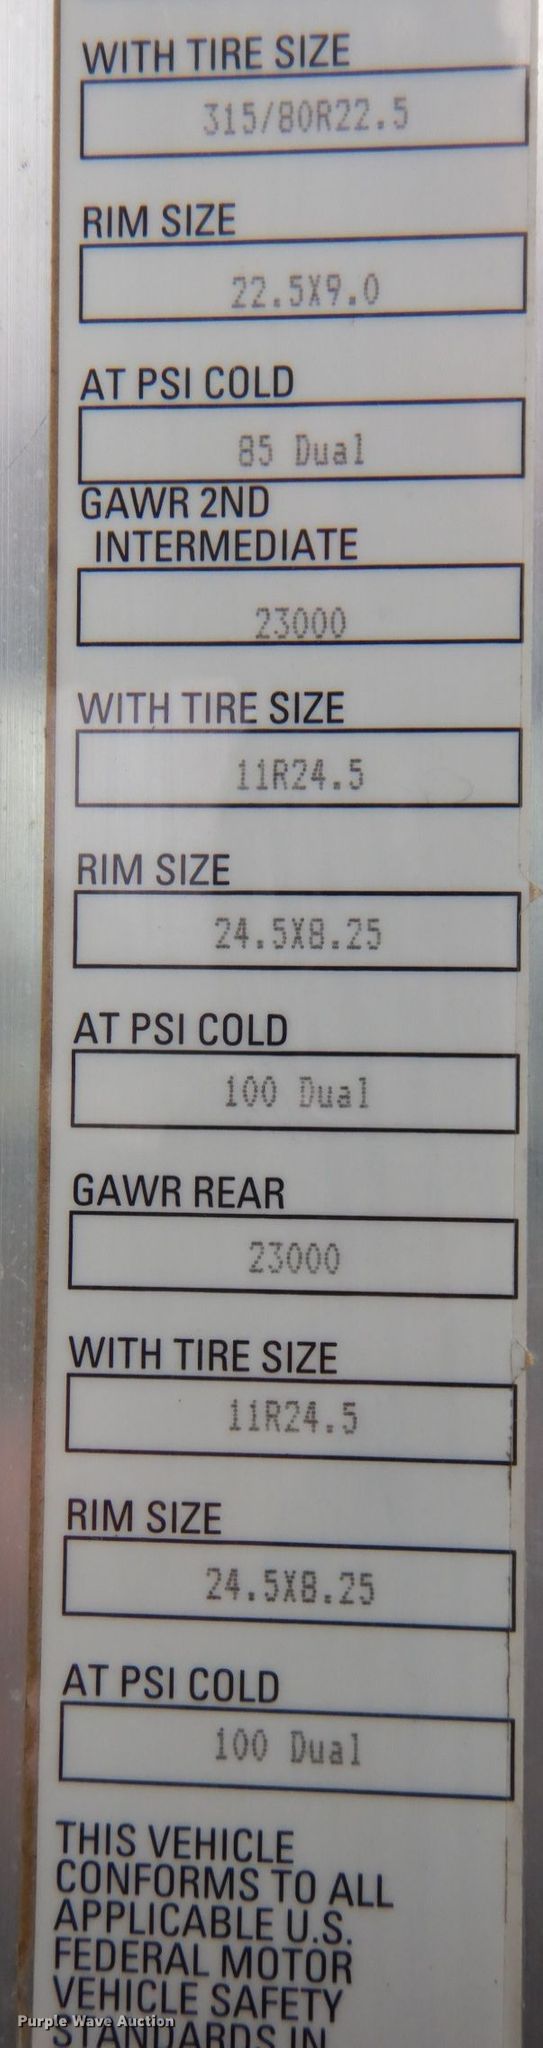 WITH TIRE SIZE
315/80R22.5
RIM SIZE
22.5X9.0
AT PSI COLD
85 Dual
GAWR 2ND
INTERMEDIATE
23000
WITH TIRE SIZE
11R24.5
RIM SIZE
24.5X8.25
AT PSI COLD
100 Dual
GAWR REAR
23000
WITH TIRE SIZE
11R24.5
RIM SIZE
24.5X8.25
AT PSI COLD
100 Dual
THIS VEHICLE
CONFORMS TO ALL
APPLICABLE U.S.
FEDERAL MOTOR
VEHICLE SAFETY
STANDARDS IN
Purple Wave Auction